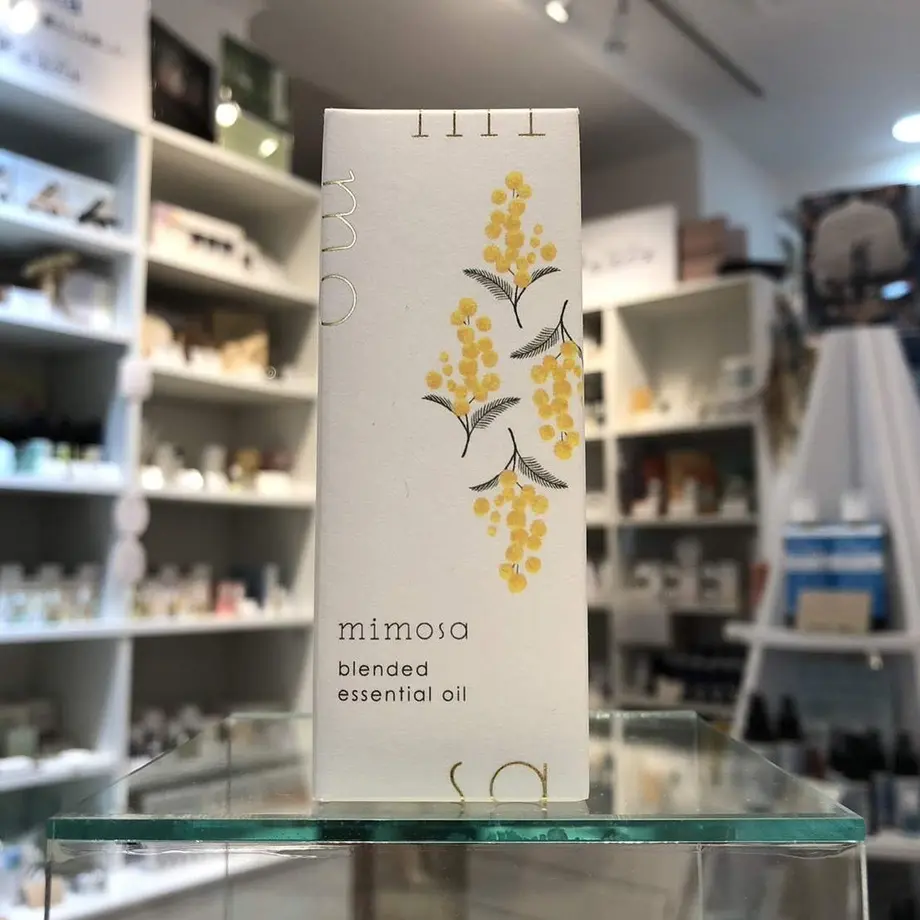 mimosa
blended
essential oil